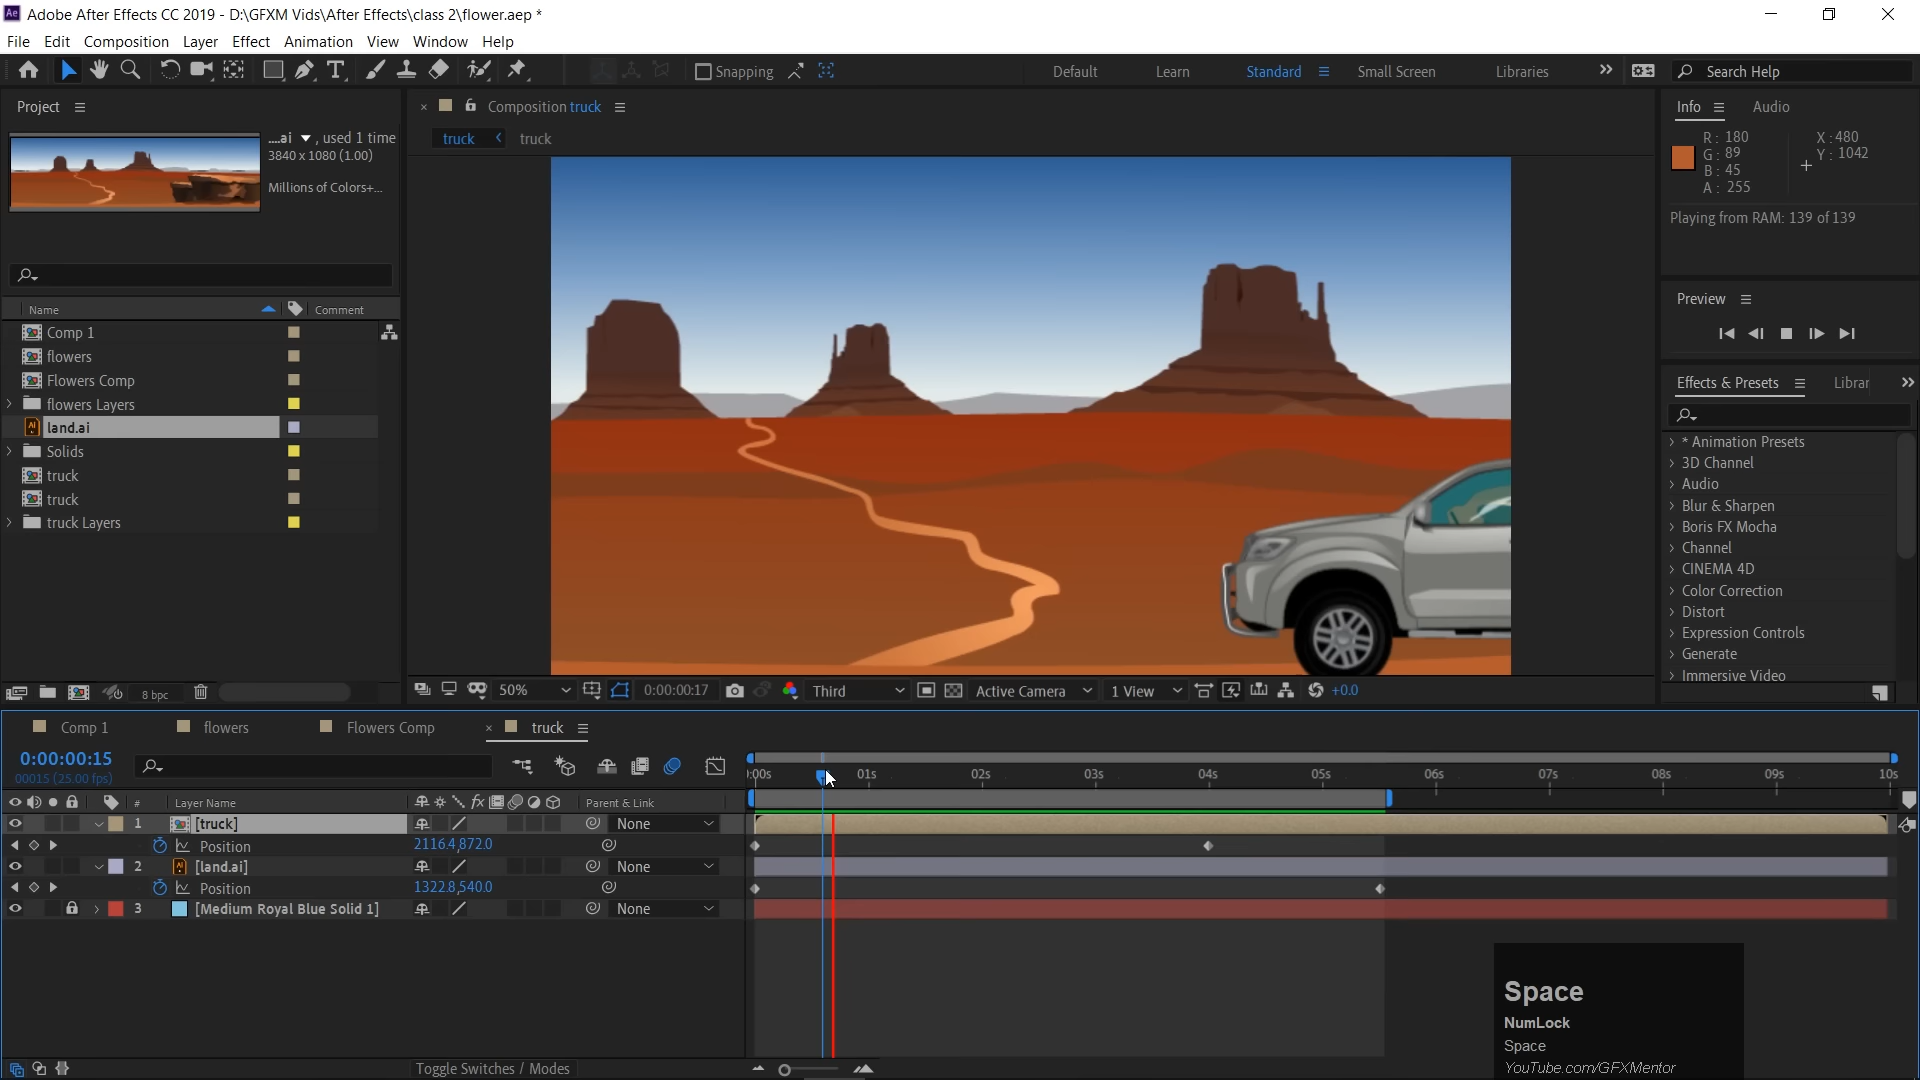 Ae Adobe After Effects CC 2019 - D:\GFXM Vids\After Effects\class 2\flower.aep *
File Edit Composition Layer Effect Animation View Window Help
Snapping Default Learn Standard Small Screen Libraries Search Help
Project
....ai , used 1 time
3840 x 1080 (1.00)
Millions of Colors+...
Name Comment
Comp 1
flowers
Flowers Comp
flowers Layers
land.ai
Solids
truck
truck
truck Layers
8 bpc
Composition truck
truck truck
50% 0:00:00:17 Third Active Camera 1 View +0.0
Info Audio
R: 180
G: 89
B: 45
A: 255
X: 480
Y: 1042
Playing from RAM: 139 of 139
Preview
Effects & Presets Librar
* Animation Presets
3D Channel
Audio
Blur & Sharpen
Boris FX Mocha
Channel
CINEMA 4D
Color Correction
Distort
Expression Controls
Generate
Immersive Video
Comp 1 flowers Flowers Comp truck
0:00:00:15
00015 (25.00 fps)
):00s 01s 02s 03s 04s 05s 06s 07s 08s 09s 10s
# Layer Name fx Parent & Link
1 [truck] None
Position 2116.4,872.0
2 [land.ai] None
Position 1322.8,540.0
3 [Medium Royal Blue Solid 1] None
Toggle Switches / Modes
Space
NumLock
Space
YouTube.com/GFXMentor